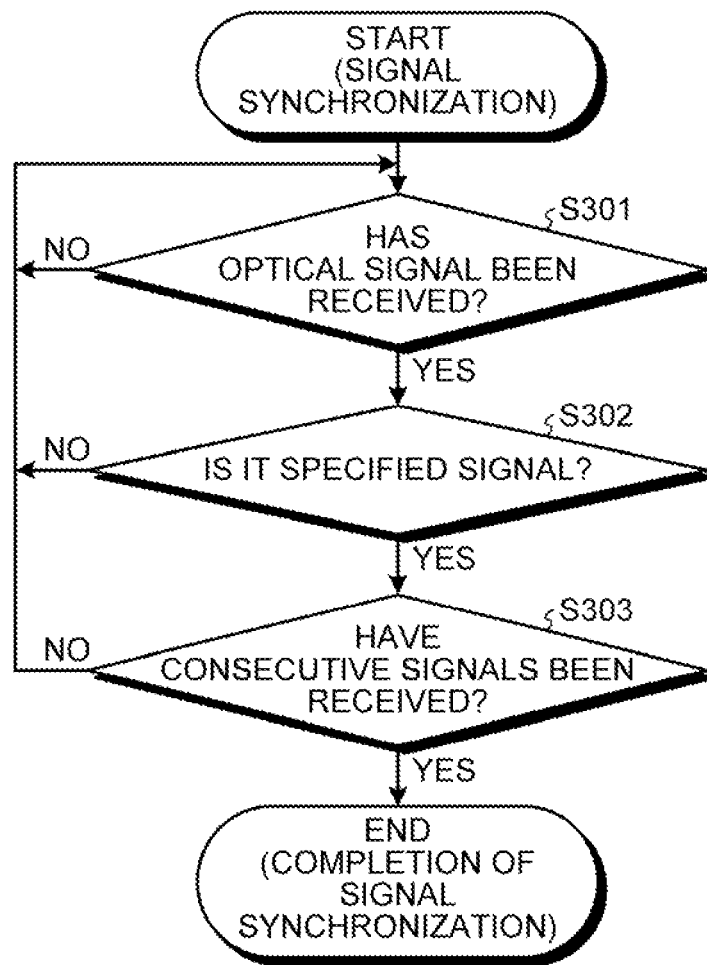 START
(SIGNAL
SYNCHRONIZATION)
S301
HAS
OPTICAL SIGNAL BEEN
RECEIVED?
NO
YES
S302
IS IT SPECIFIED SIGNAL?
NO
YES
S303
HAVE
CONSECUTIVE SIGNALS BEEN
RECEIVED?
NO
YES
END
(COMPLETION OF
SIGNAL
SYNCHRONIZATION)